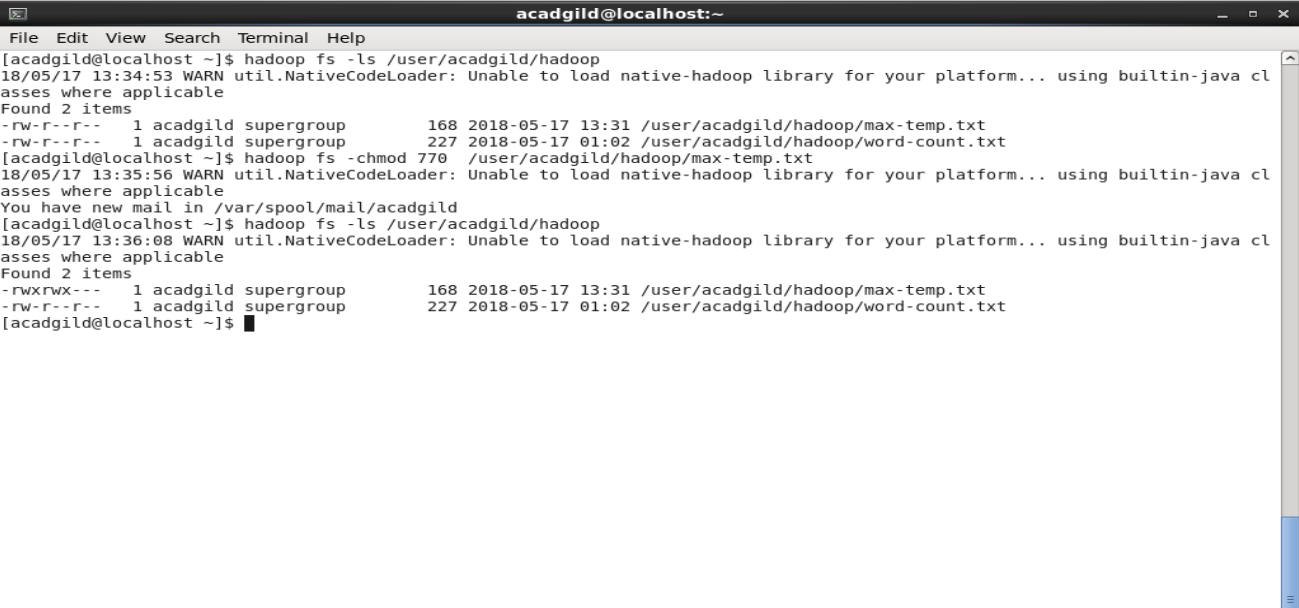 acadgild@localhost:~
File Edit View Search Terminal Help
[acadgild@localhost ~]$ hadoop fs -ls /user/acadgild/hadoop
18/05/17 13:34:53 WARN util.NativeCodeLoader: Unable to load native-hadoop library for your platform... using builtin-java cl
asses where applicable
Found 2 items
-rw-r--r--   1 acadgild supergroup        168 2018-05-17 13:31 /user/acadgild/hadoop/max-temp.txt
-rw-r--r--   1 acadgild supergroup        227 2018-05-17 01:02 /user/acadgild/hadoop/word-count.txt
[acadgild@localhost ~]$ hadoop fs -chmod 770  /user/acadgild/hadoop/max-temp.txt
18/05/17 13:35:56 WARN util.NativeCodeLoader: Unable to load native-hadoop library for your platform... using builtin-java cl
asses where applicable
You have new mail in /var/spool/mail/acadgild
[acadgild@localhost ~]$ hadoop fs -ls /user/acadgild/hadoop
18/05/17 13:36:08 WARN util.NativeCodeLoader: Unable to load native-hadoop library for your platform... using builtin-java cl
asses where applicable
Found 2 items
-rwxrwx---   1 acadgild supergroup        168 2018-05-17 13:31 /user/acadgild/hadoop/max-temp.txt
-rw-r--r--   1 acadgild supergroup        227 2018-05-17 01:02 /user/acadgild/hadoop/word-count.txt
[acadgild@localhost ~]$